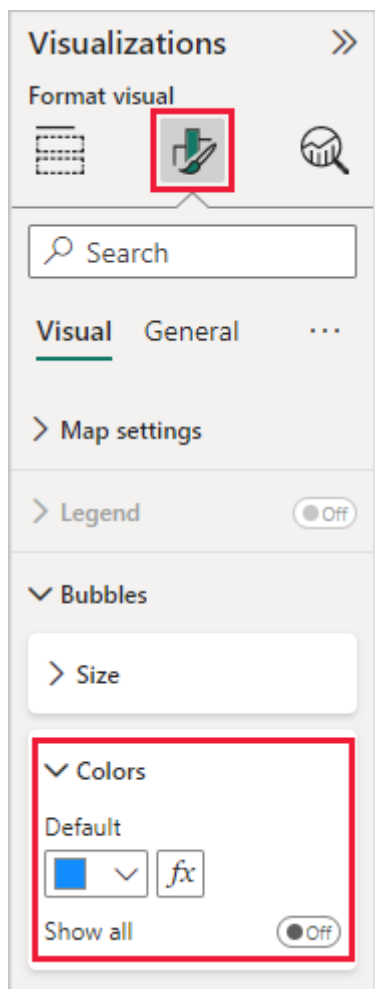 Visualizations
Format visual
Search
Visual General ...
Map settings
Legend Off
Bubbles
Size
Colors
Default
fx
Show all Off